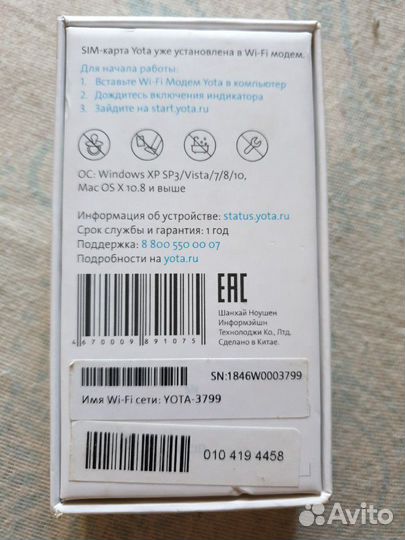 SIM-карта Yota уже установлена в Wi-Fi модем.
Для начала работы:
1. Вставьте Wi-Fi Модем Yota в компьютер
2. Дождитесь включения индикатора
3. Зайдите на start.yota.ru
ОС: Windows XP SP3/Vista/7/8/10,
Mac OS X 10.8 и выше
Информация об устройстве: status.yota.ru
Срок службы и гарантия: 1 год
Поддержка: 8 800 550 00 07
Подробности на yota.ru
EAC
Шанхай Ноушен
Информэйшн
Технолоджи Ко., Лтд.
Сделано в Китае.
4 670009 891075
SN:1846W0003799
Имя Wi-Fi сети: YOTA-3799
010 419 4458
Avito